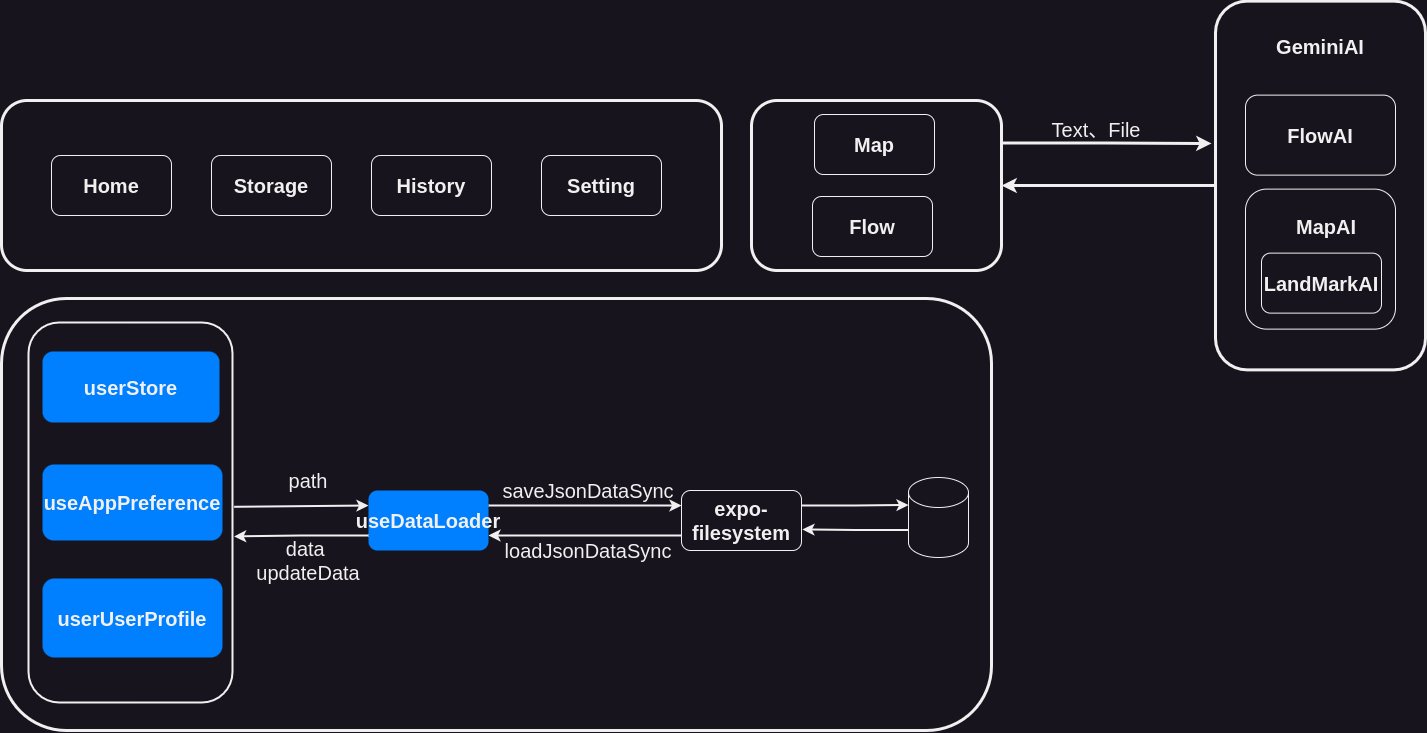 GeminiAI
Text、File
FlowAI
Map
Home
Storage
History
Setting
Flow
MapAI
LandMarkAI
userStore
useAppPreference
userUserProfile
path
data
updateData
useDataLoader
saveJsonDataSync
loadJsonDataSync
expo-
filesystem